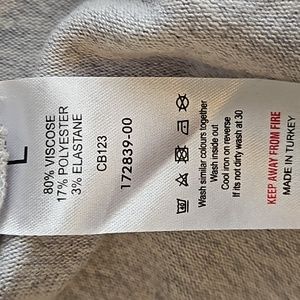 L
80% VISCOSE
17% POLYESTER
3% ELASTANE
CB123
172839-00
Wash similar colours together
Wash inside out
Cool iron on reverse
If its not dirty wash at 30
KEEP AWAY FROM FIRE
MADE IN TURKEY